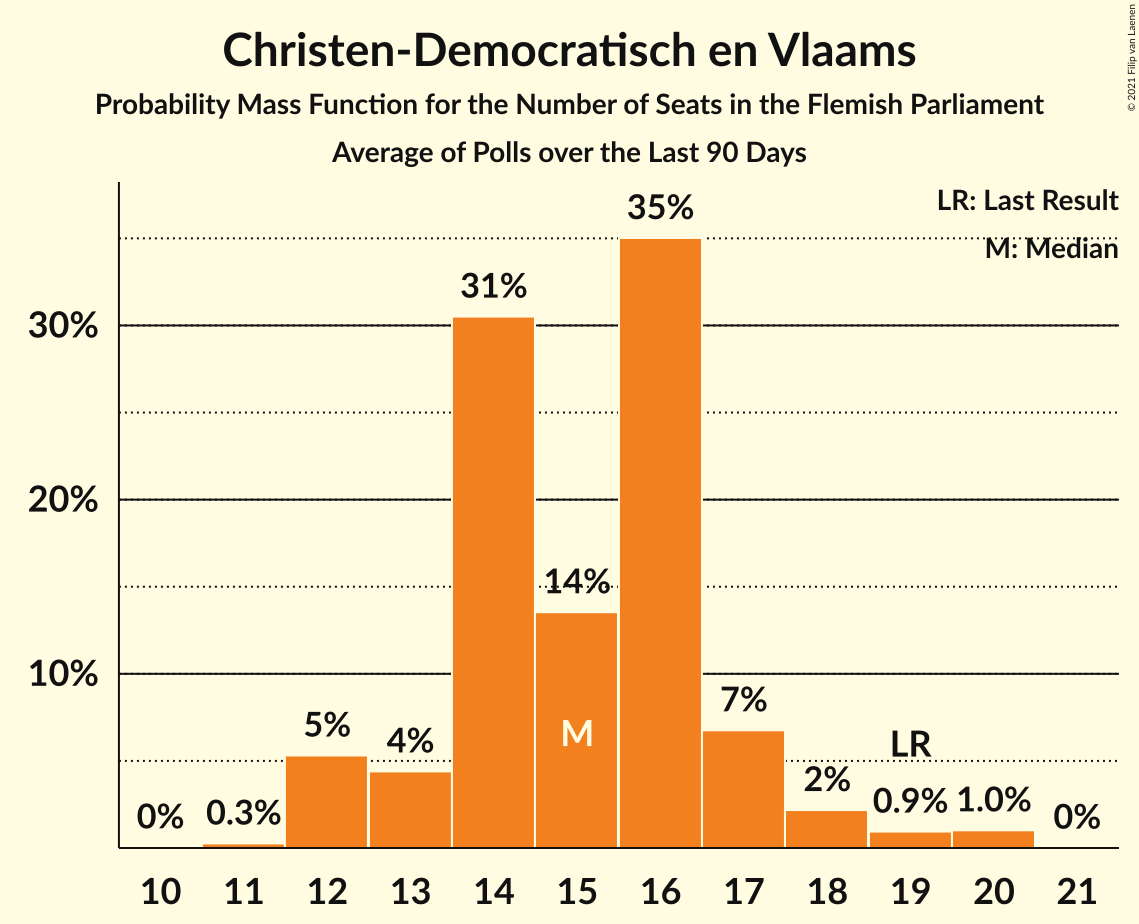 Christen-Democratisch en Vlaams
Probability Mass Function for the Number of Seats in the Flemish Parliament
Average of Polls over the Last 90 Days
© 2021 Filip van Laenen
LR: Last Result
M: Median
30%
20%
10%
0%
0.3%
5%
4%
31%
14%
M
35%
7%
2%
LR
0.9%
1.0%
0%
10 11 12 13 14 15 16 17 18 19 20 21